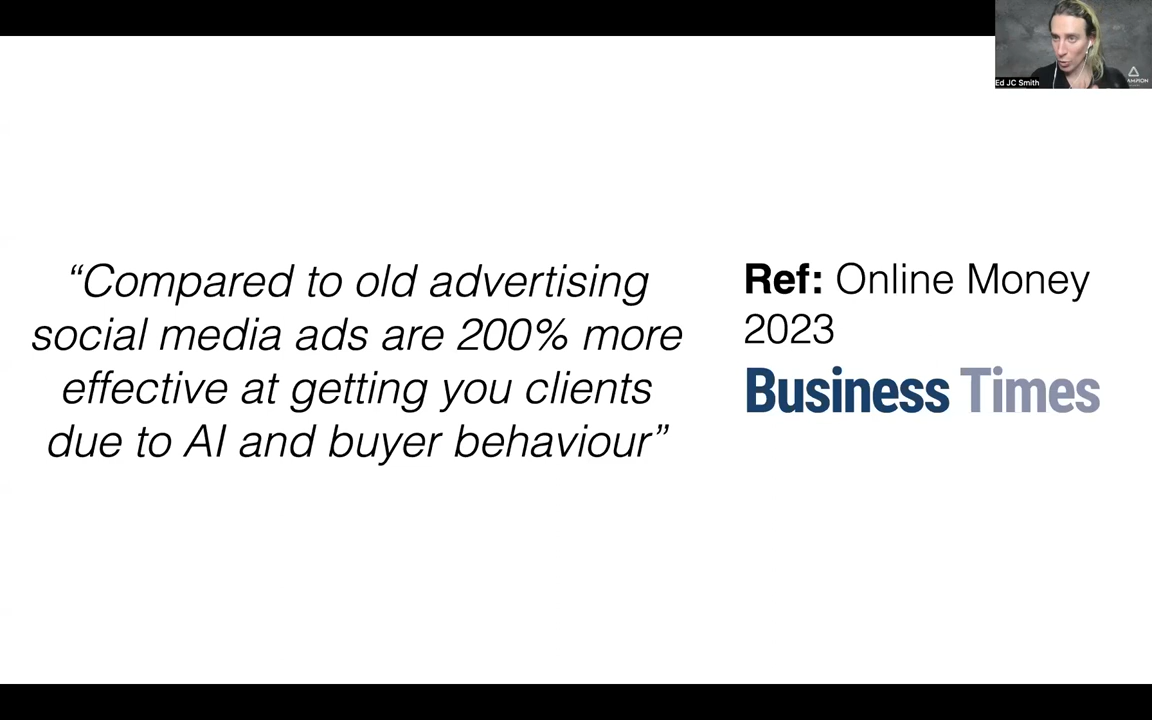 Ed JC Smith
“Compared to old advertising
social media ads are 200% more
effective at getting you clients
due to AI and buyer behaviour”
Ref: Online Money
2023
Business Times